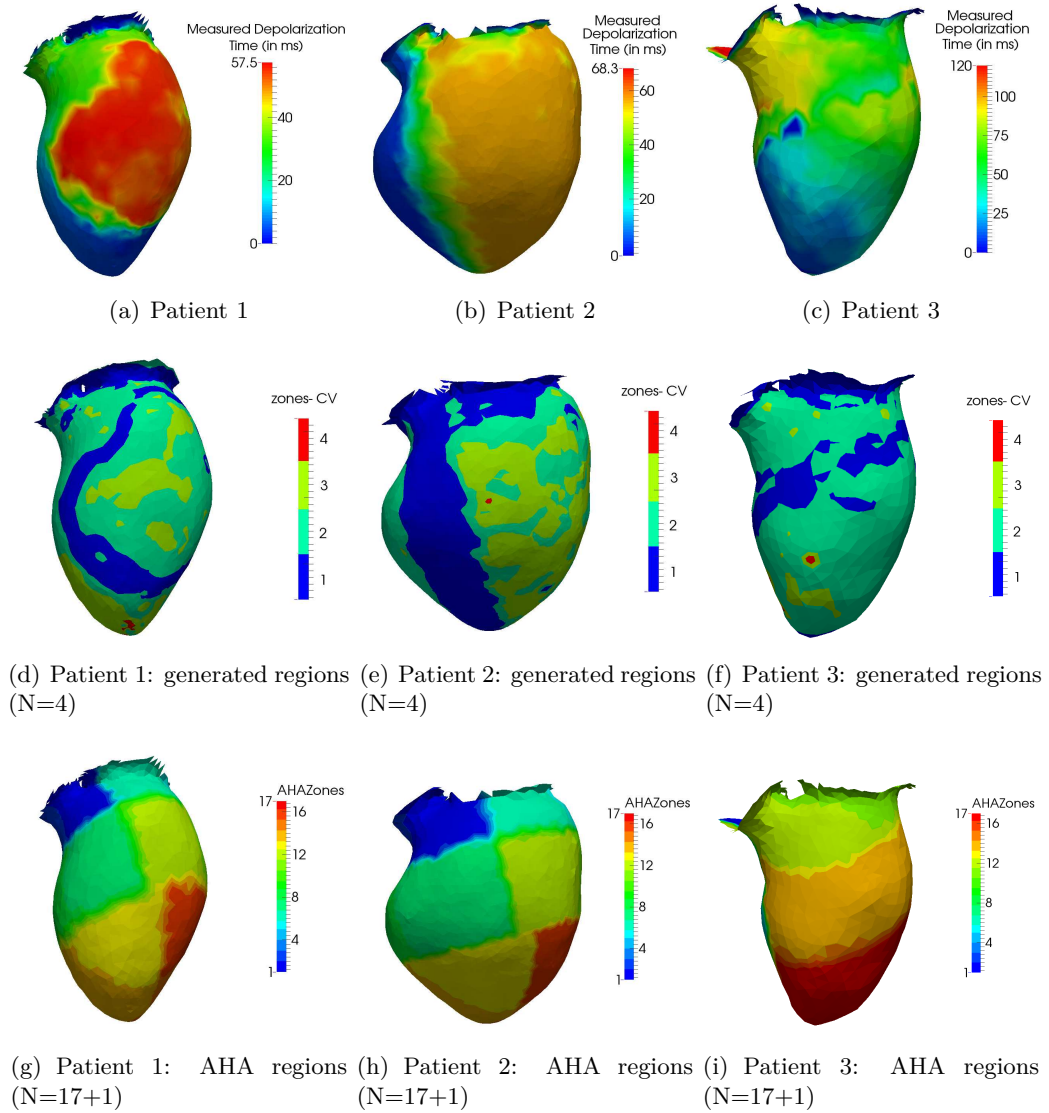 Measured Depolarization
Time (in ms)
57.5
40
20
0
Measured
Depolarization
Time (in ms)
68.3
60
40
20
0
Measured
Depolarization
Time (in ms)
120
100
75
50
25
0
(a) Patient 1
(b) Patient 2
(c) Patient 3
zones- CV
4
3
2
1
zones- CV
4
3
2
1
zones- CV
4
3
2
1
(d) Patient 1: generated regions
(N=4)
(e) Patient 2: generated regions
(N=4)
(f) Patient 3: generated regions
(N=4)
AHAZones
17
16
12
8
4
1
AHAZones
17
16
12
8
4
1
AHAZones
17
16
12
8
4
1
(g) Patient 1: AHA regions
(N=17+1)
(h) Patient 2: AHA regions
(N=17+1)
(i) Patient 3: AHA regions
(N=17+1)